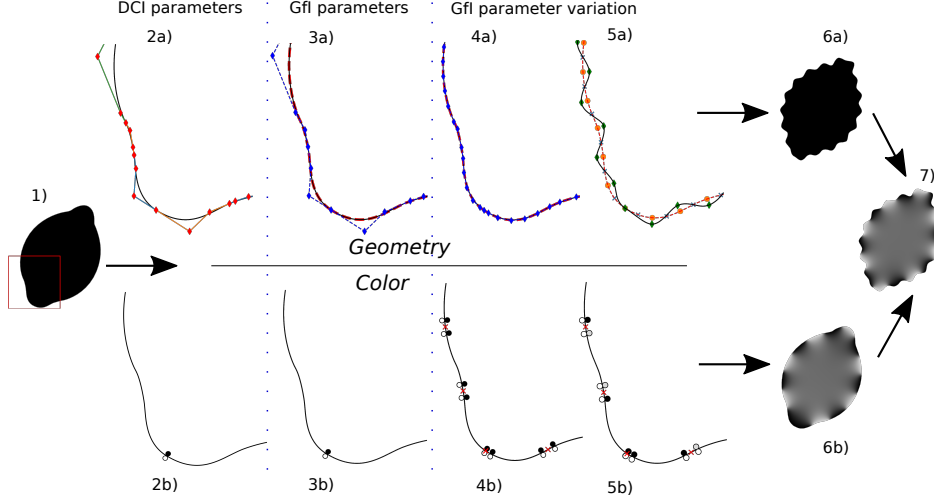 DCI parameters
GfI parameters
GfI parameter variation
2a)
3a)
4a)
5a)
6a)
1)
7)
Geometry
Color
2b)
3b)
4b)
5b)
6b)